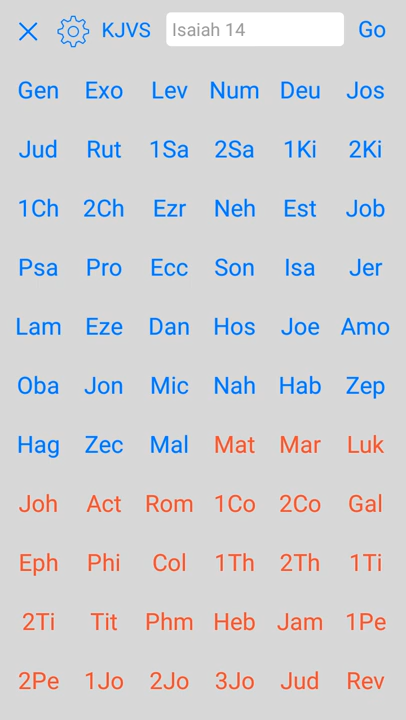 KJVS Isaiah 14 Go
Gen Exo Lev Num Deu Jos
Jud Rut 1Sa 2Sa 1Ki 2Ki
1Ch 2Ch Ezr Neh Est Job
Psa Pro Ecc Son Isa Jer
Lam Eze Dan Hos Joe Amo
Oba Jon Mic Nah Hab Zep
Hag Zec Mal Mat Mar Luk
Joh Act Rom 1Co 2Co Gal
Eph Phi Col 1Th 2Th 1Ti
2Ti Tit Phm Heb Jam 1Pe
2Pe 1Jo 2Jo 3Jo Jud Rev